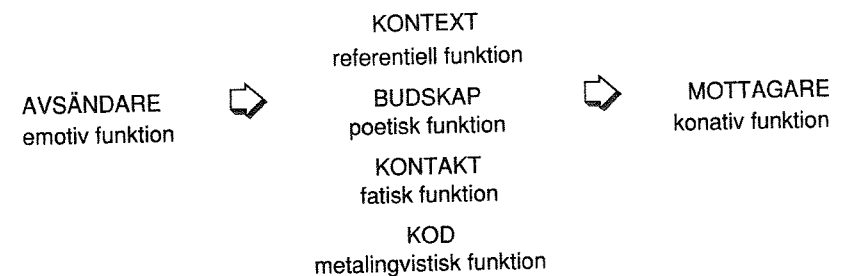 KONTEXT
referentiell funktion
AVSÄNDARE
emotiv funktion
BUDSKAP
poetisk funktion
MOTTAGARE
konativ funktion
KONTAKT
fatisk funktion
KOD
metalingvistisk funktion